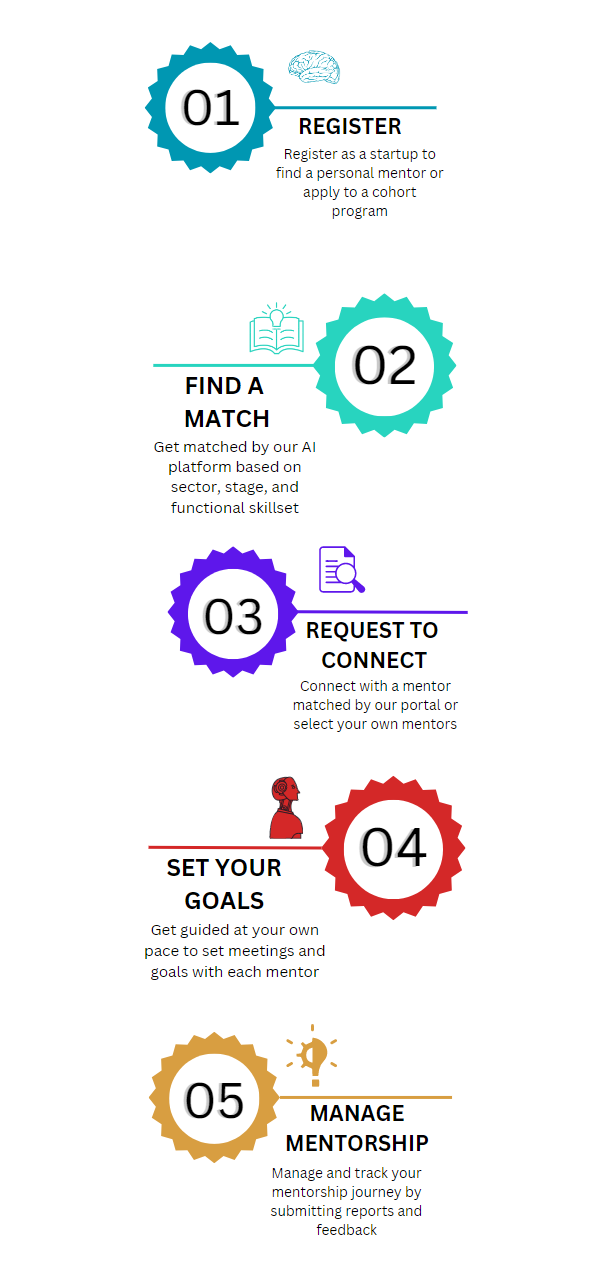 01
REGISTER
Register as a startup to
find a personal mentor or
apply to a cohort
program
02
FIND A
MATCH
Get matched by our AI
platform based on
sector, stage, and
functional skillset
03
REQUEST TO
CONNECT
Connect with a mentor
matched by our portal or
select your own mentors
04
SET YOUR
GOALS
Get guided at your own
pace to set meetings and
goals with each mentor
05
MANAGE
MENTORSHIP
Manage and track your
mentorship journey by
submitting reports and
feedback